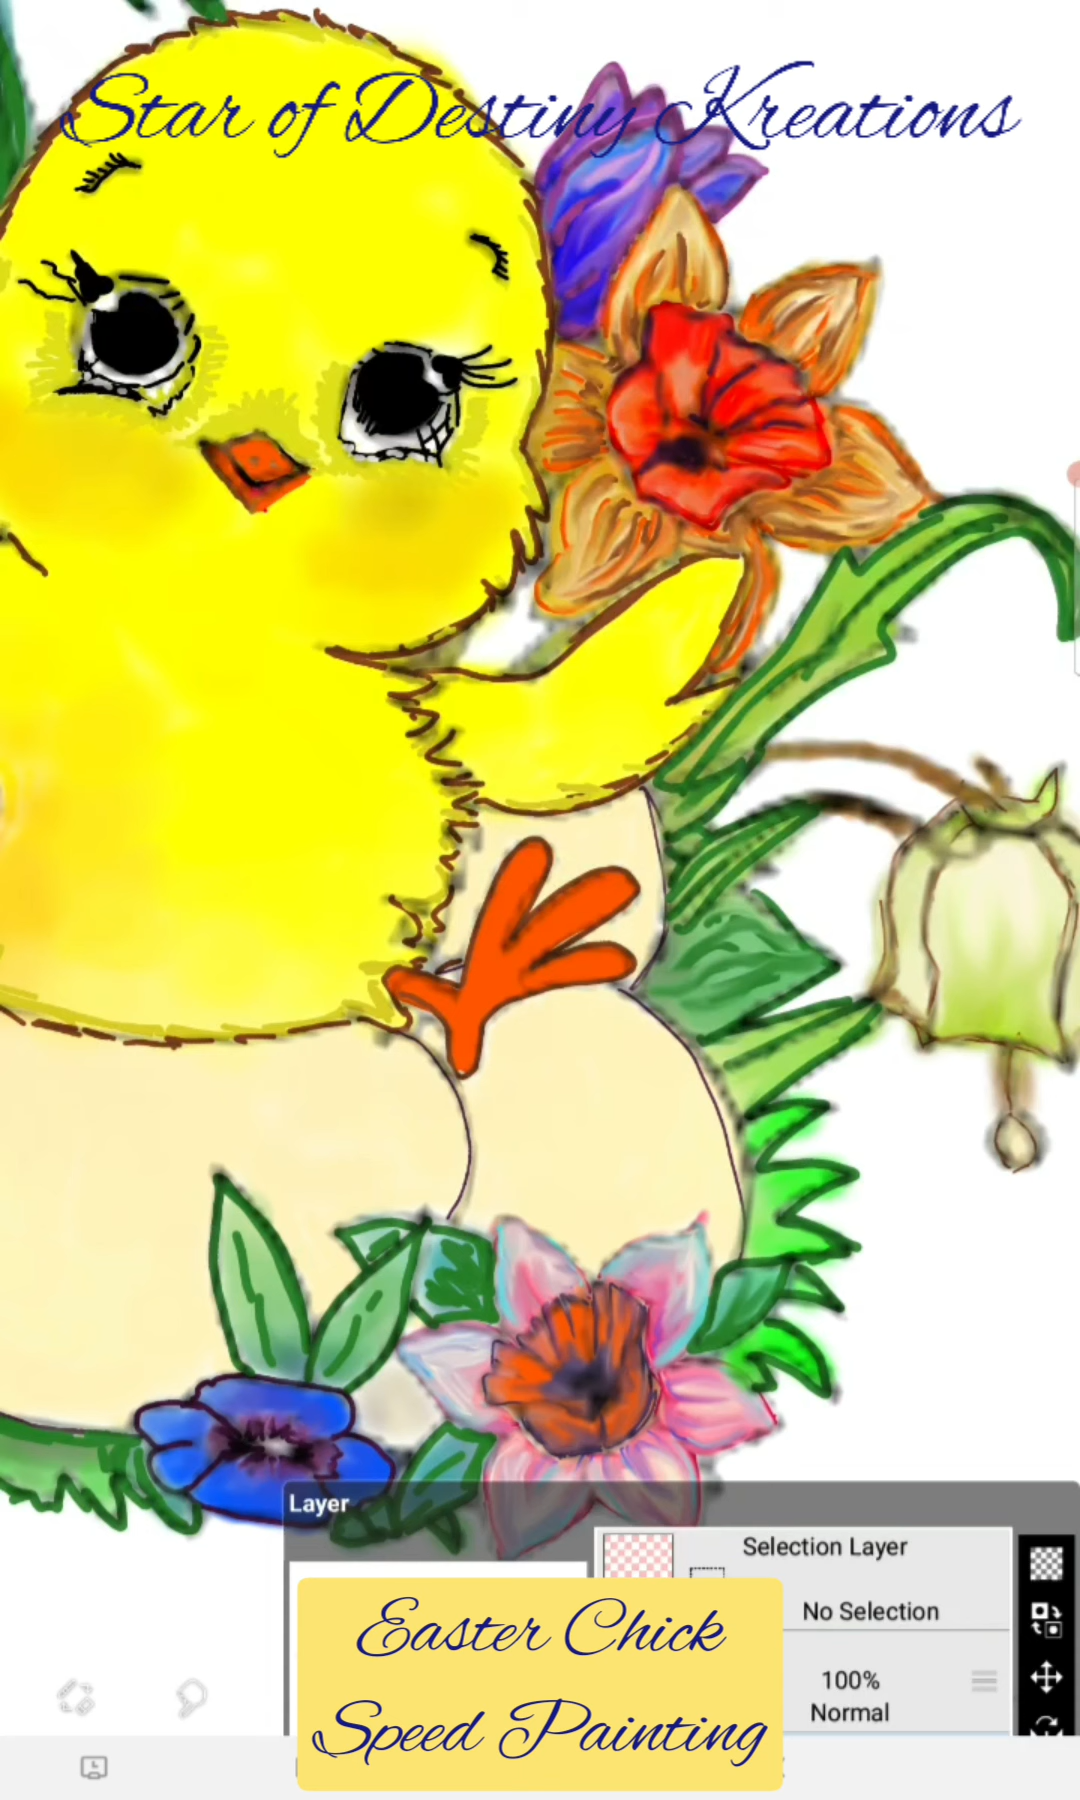 Star of Destiny Kreations
Layer
Selection Layer
No Selection
100%
Normal
Easter Chick
Speed Painting